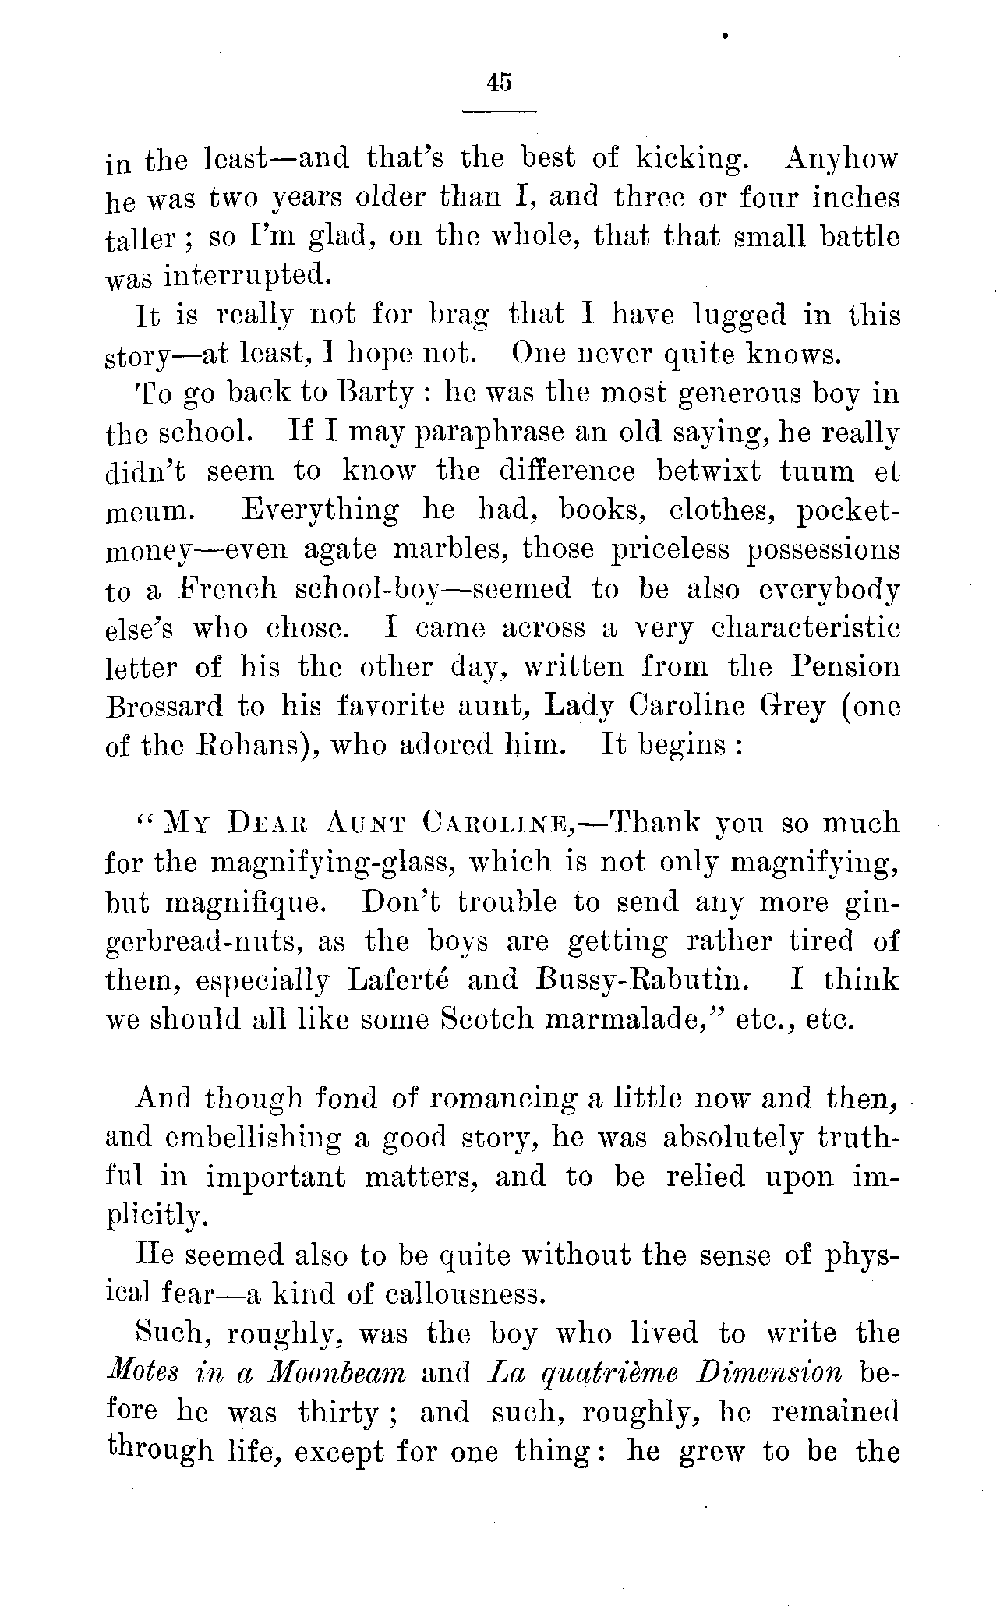 45
in the least—and that's the best of kicking. Anyhow
he was two years older than I, and three or four inches
taller ; so I'm glad, on the whole, that that small battle
was interrupted.
It is really not for brag that I have lugged in this
story—at least, I hope not. One never quite knows.
To go back to Barty : he was the most generous boy in
the school. If I may paraphrase an old saying, he really
didn't seem to know the difference betwixt tuum et
meum. Everything he had, books, clothes, pocket-
money—even agate marbles, those priceless possessions
to a French school-boy—seemed to be also everybody
else's who chose. I came across a very characteristic
letter of his the other day, written from the Pension
Brossard to his favorite aunt, Lady Caroline Grey (one
of the Rohans), who adored him. It begins :
“ MY DEAR AUNT CAROLINE,—Thank you so much
for the magnifying-glass, which is not only magnifying,
but magnifique. Don't trouble to send any more gin-
gerbread-nuts, as the boys are getting rather tired of
them, especially Laferté and Bussy-Rabutin. I think
we should all like some Scotch marmalade,” etc., etc.
And though fond of romancing a little now and then,
and embellishing a good story, he was absolutely truth-
ful in important matters, and to be relied upon im-
plicitly.
He seemed also to be quite without the sense of phys-
ical fear—a kind of callousness.
Such, roughly, was the boy who lived to write the
Motes in a Moonbeam and La quatrième Dimension be-
fore he was thirty ; and such, roughly, he remained
through life, except for one thing : he grew to be the